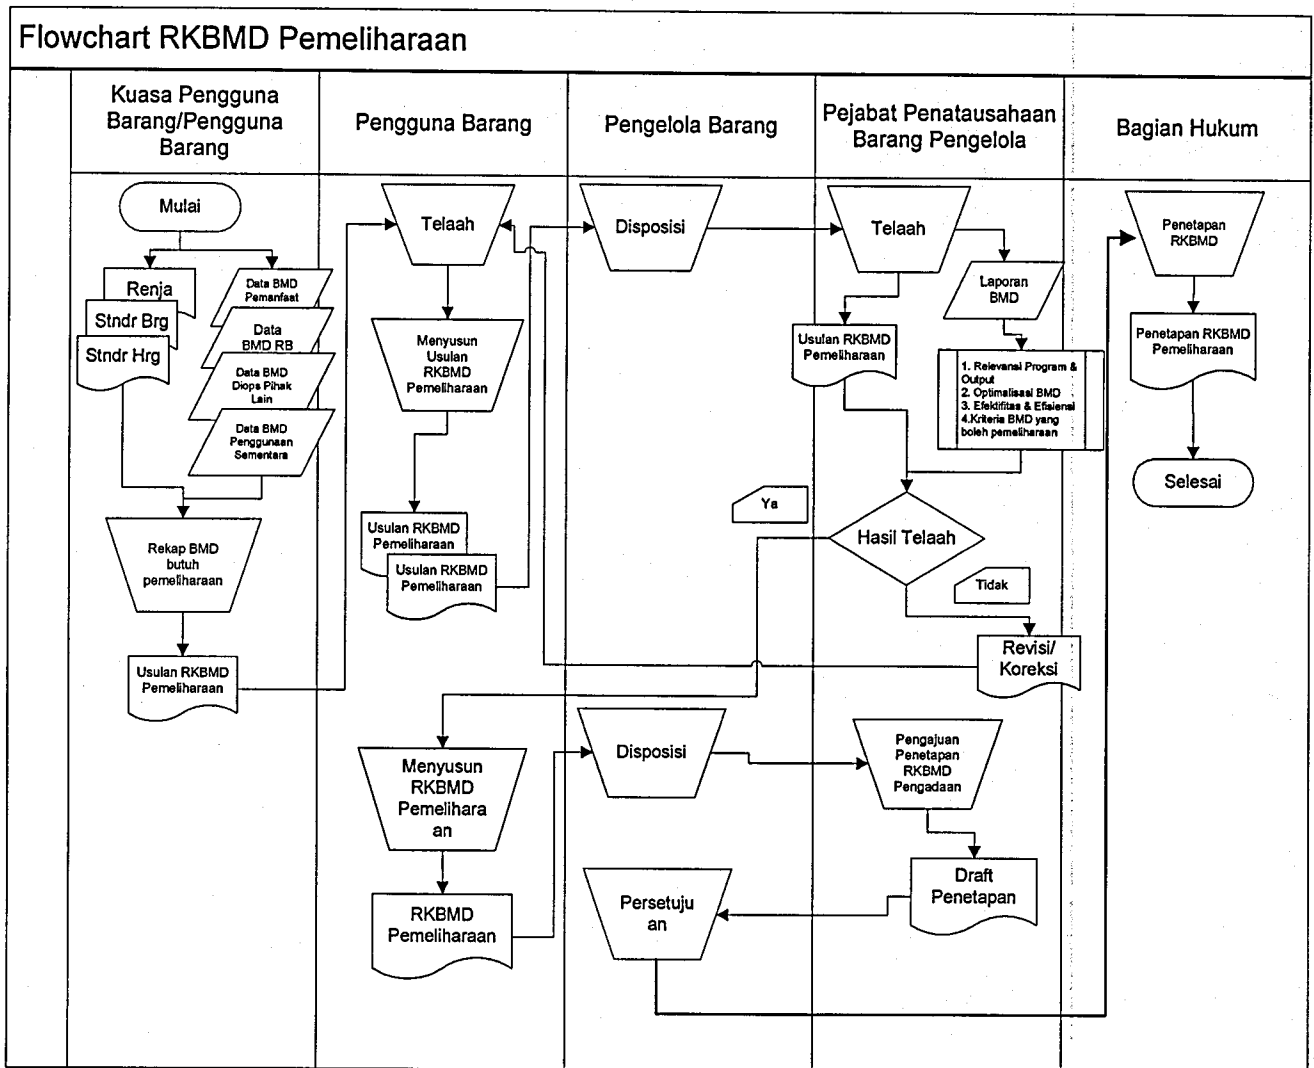 Flowchart RKBMD Pemeliharaan
Kuasa Pengguna
Barang/Pengguna
Barang
Pengguna Barang
Pengelola Barang
Pejabat Penatausahaan
Barang Pengelola
Bagian Hukum
Mulai
Renja
Stndr Brg
Stndr Hrg
Data BMD
Pemanfaat
Data
BMD RB
Data BMD
Diops Pihak
Lain
Data BMD
Penggunaan
Sementara
Rekap BMD
butuh
pemeliharaan
Usulan RKBMD
Pemeliharaan
Telaah
Menyusun
Usulan
RKBMD
Pemeliharaan
Usulan RKBMD
Pemeliharaan
Usulan RKBMD
Pemeliharaan
Disposisi
Telaah
Laporan
BMD
Usulan RKBMD
Pemeliharaan
1. Relevansi Program &
Output
2. Optimalisasi BMD
3. Efektifitas & Efisiensi
4.Kriteria BMD yang
boleh pemeliharaan
Ya
Hasil Telaah
Tidak
Revisi/
Koreksi
Menyusun
RKBMD
Pemelihara
an
RKBMD
Pemeliharaan
Disposisi
Pengajuan
Penetapan
RKBMD
Pengadaan
Draft
Penetapan
Persetuju
an
Penetapan
RKBMD
Penetapan RKBMD
Pemeliharaan
Selesai